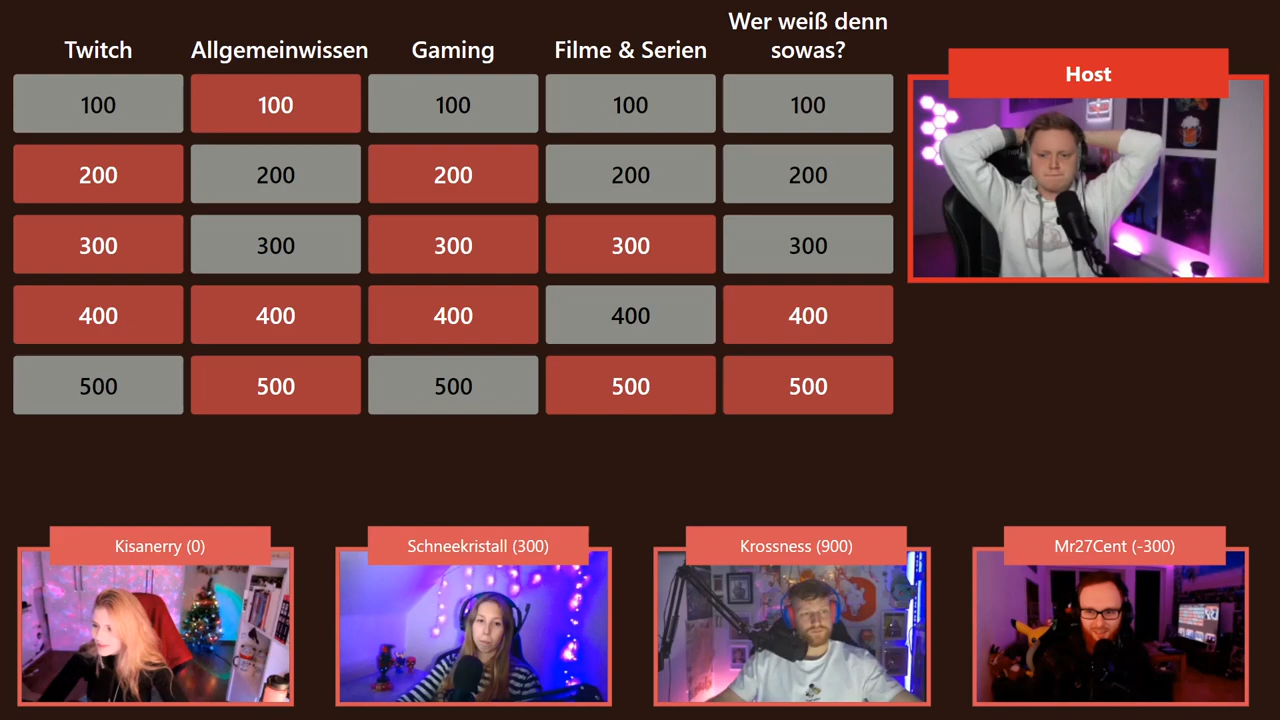 Twitch
Allgemeinwissen
Gaming
Filme & Serien
Wer weiß denn
sowas?
100
100
100
100
100
200
200
200
200
200
300
300
300
300
300
400
400
400
400
400
500
500
500
500
500
Host
Kisanerry (0)
Schneekristall (300)
Krossness (900)
Mr27Cent (-300)